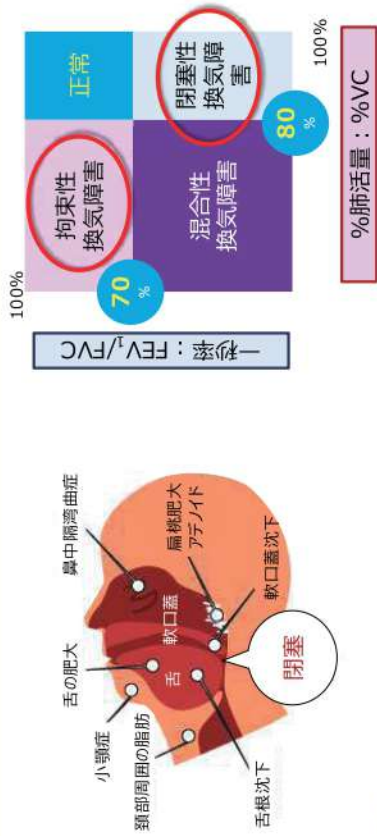 鼻中隔湾曲症
舌の肥大
小顎症
頚部周囲の脂肪
舌
軟口蓋
扁桃肥大
アデノイド
軟口蓋沈下
舌根沈下
閉塞
100%
一秒率：FEV1/FVC
70
%
拘束性
換気障害
正常
混合性
換気障害
閉塞性
換気障
害
80
%
100%
%肺活量：%VC